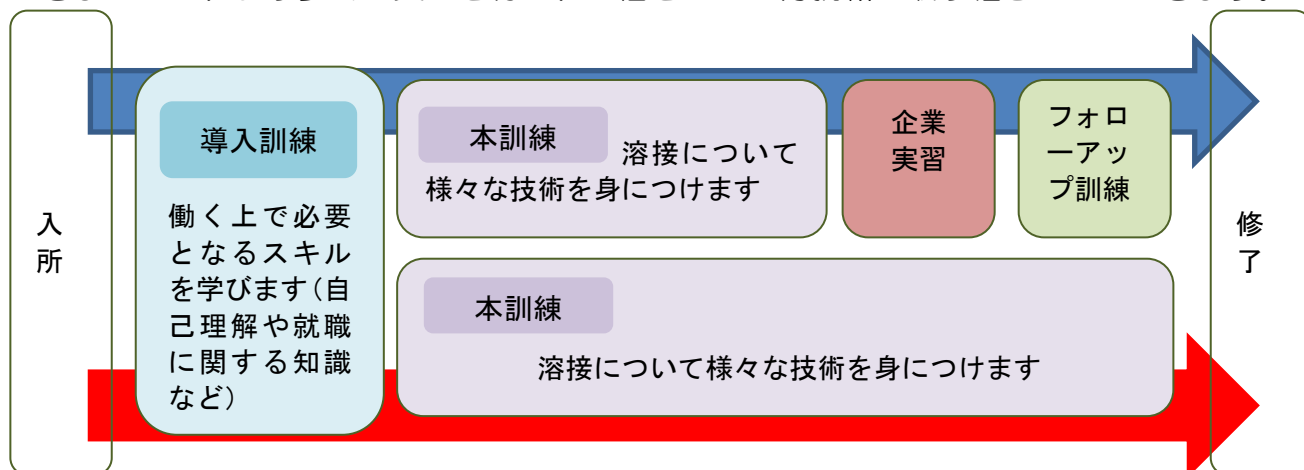 入
所
導入訓練
働く上で必要
となるスキル
を学びます（自
己理解や就職
に関する知識
など）
本訓練
溶接について
様々な技術を身につけます
企業
実習
フォロ
ーアッ
プ訓練
本訓練
溶接について様々な技術を身につけます
修
了